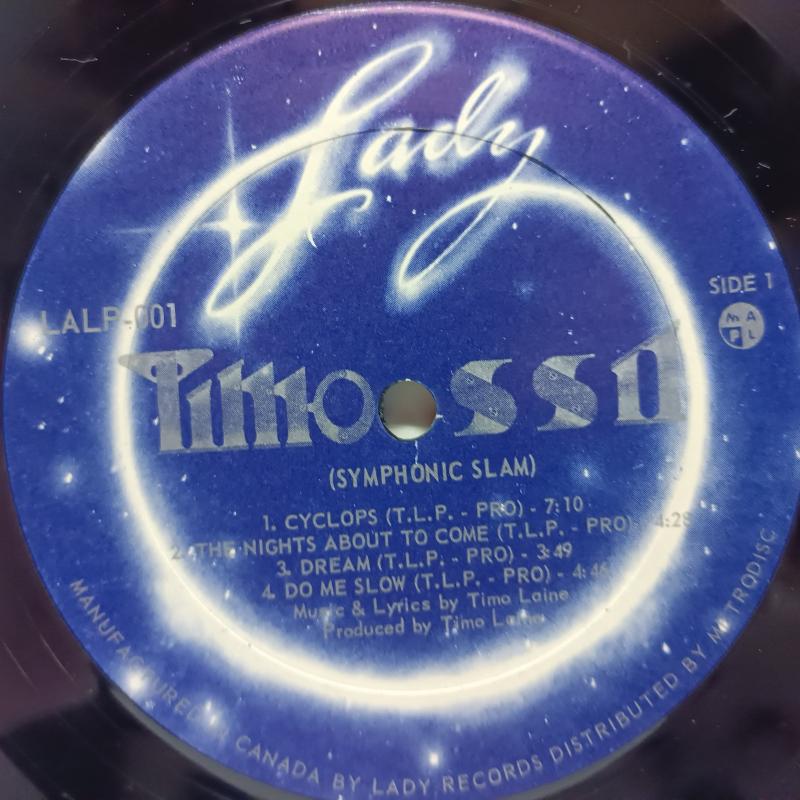 Lady
LALP-001
SIDE 1
M A
P L
Timo SSII
(SYMPHONIC SLAM)
1. CYCLOPS (T.L.P. - PRO) - 7:10
2. THE NIGHTS ABOUT TO COME (T.L.P. - PRO) - 4:28
3. DREAM (T.L.P. - PRO) - 3:49
4. DO ME SLOW (T.L.P. - PRO) - 4:46
Music & Lyrics by Timo Laine
Produced by Timo Laine
MANUFACTURED IN CANADA BY LADY RECORDS DISTRIBUTED BY METRODISC